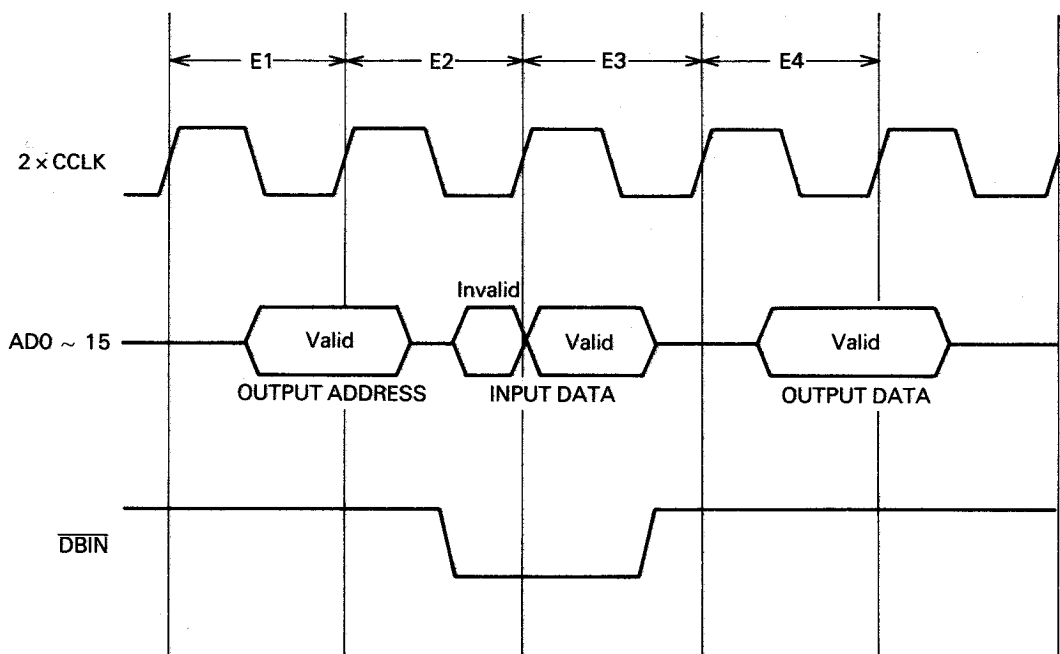 E1 E2 E3 E4
2 × CCLK
Invalid
AD0 ~ 15 Valid Valid Valid
OUTPUT ADDRESS INPUT DATA OUTPUT DATA
DBIN